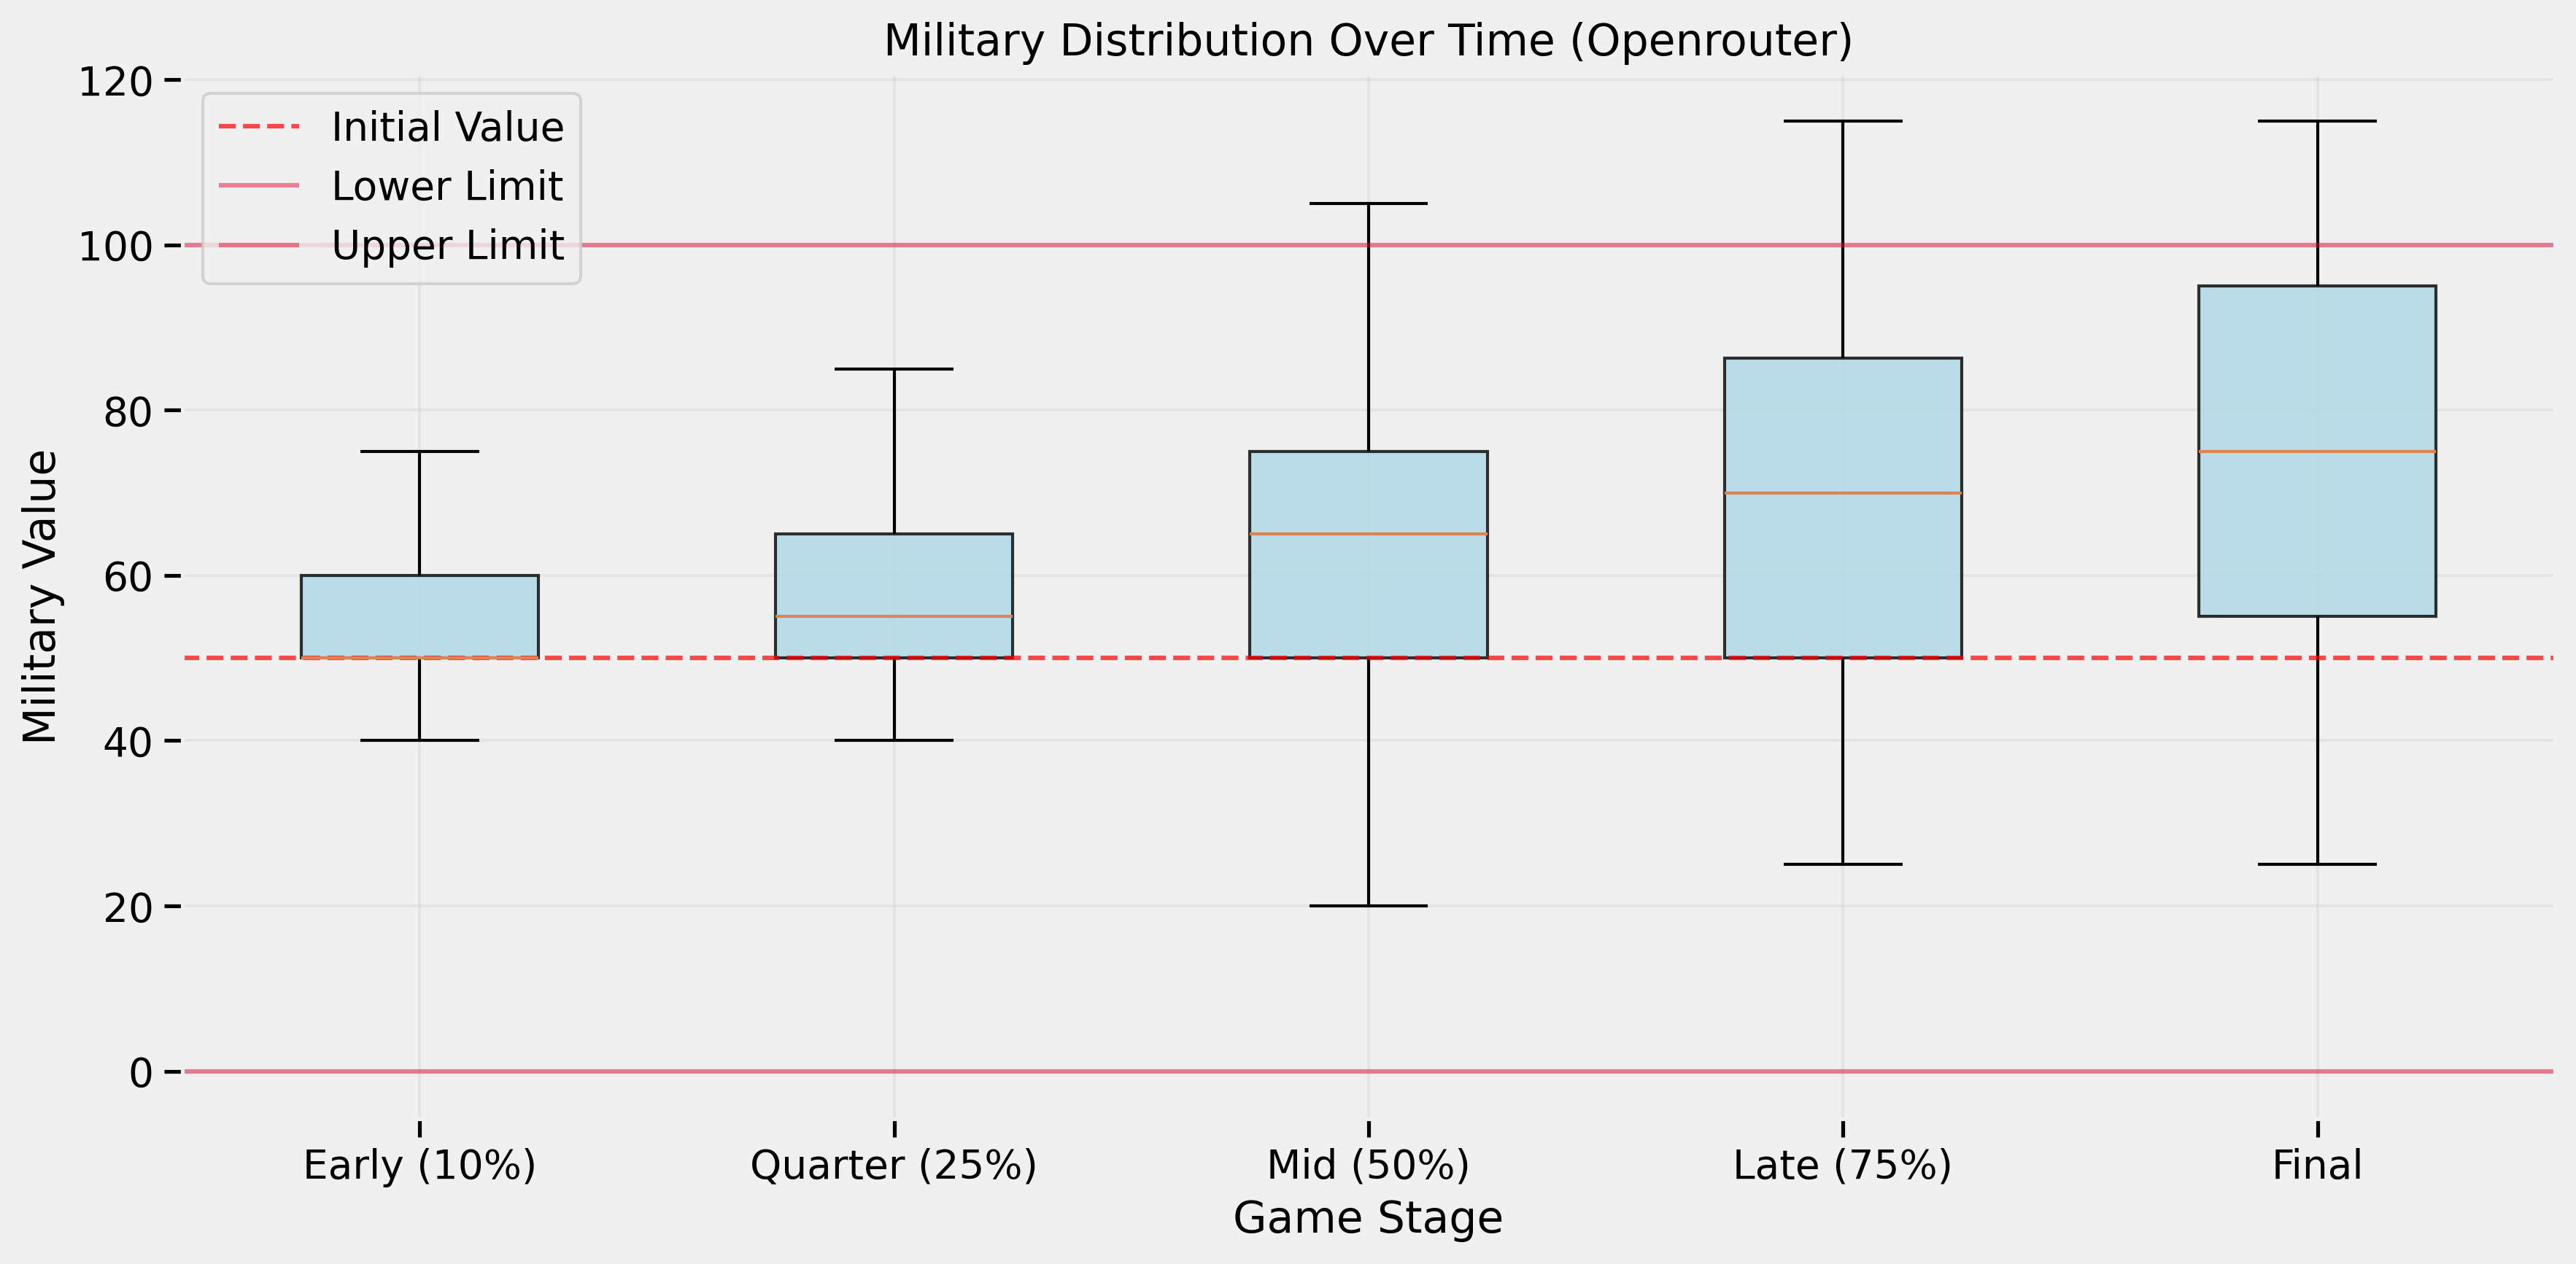 Military Distribution Over Time (Openrouter)
120
100
80
60
40
20
0
Military Value
Initial Value
Lower Limit
Upper Limit
Early (10%)
Quarter (25%)
Mid (50%)
Late (75%)
Final
Game Stage